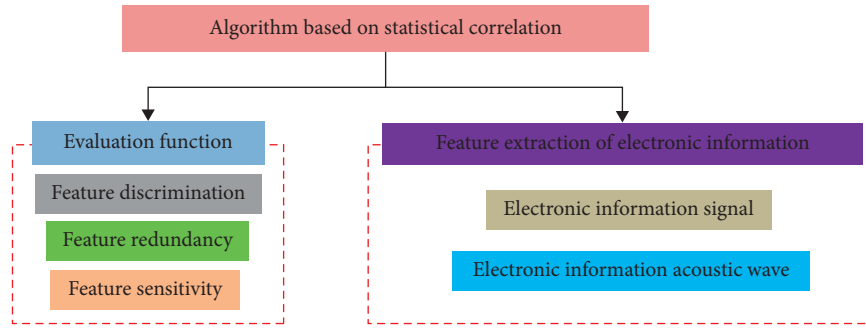 Algorithm based on statistical correlation
Evaluation function
Feature discrimination
Feature redundancy
Feature sensitivity
Feature extraction of electronic information
Electronic information signal
Electronic information acoustic wave